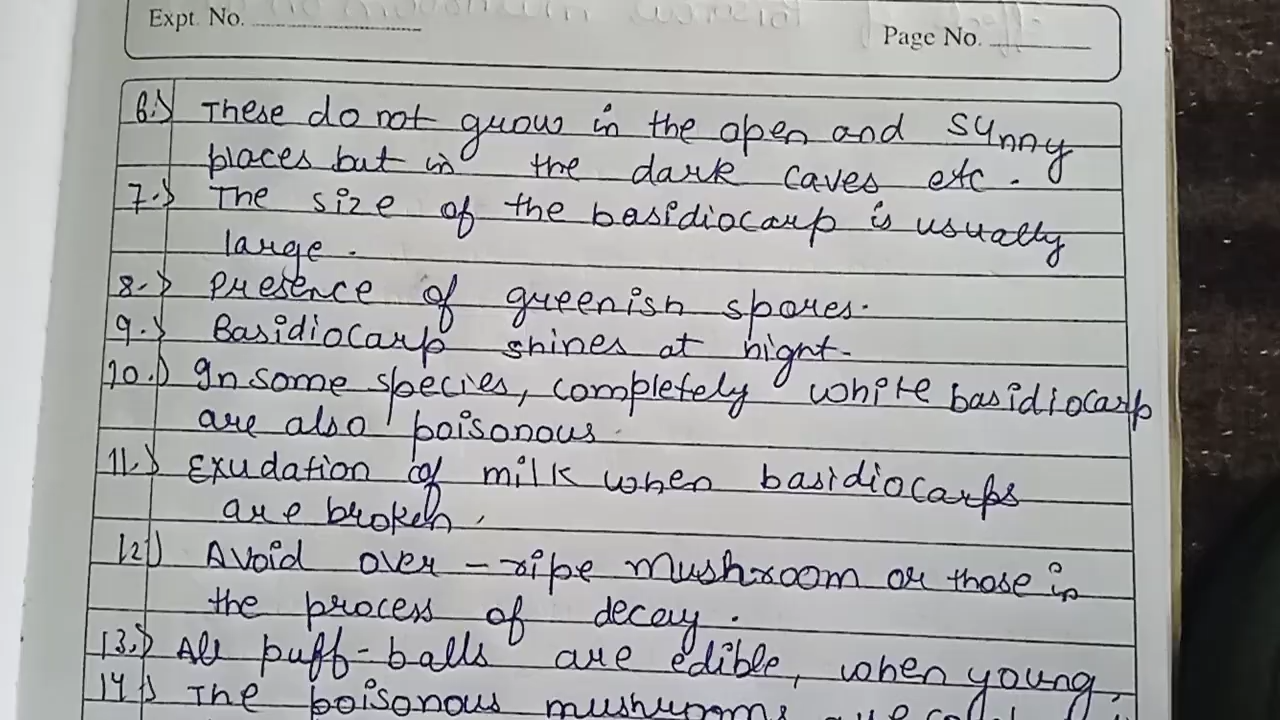 Expt. No.
Page No.
6.) These do not grow in the open and sunny
places but in the dark caves etc.
7.) The size of the basidiocarp is usually
large.
8.) Presence of greenish spores.
9.) Basidiocarp shines at night.
10.) In some species, completely white basidiocarp
are also poisonous.
11.) Exudation of milk when basidiocarps
are broken.
12) Avoid over-ripe mushroom or those in
the process of decay.
13.) All puff-balls are edible, when young.
14) The poisonous mushrooms are